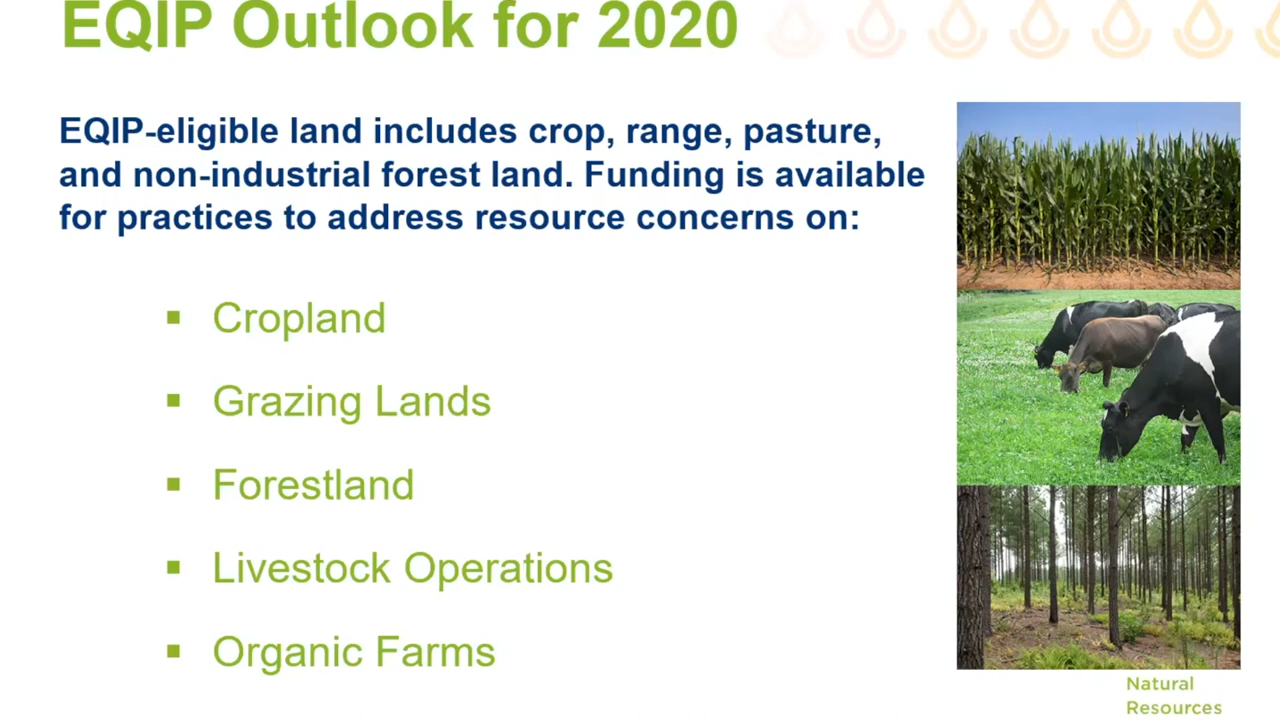 EQIP Outlook for 2020
EQIP-eligible land includes crop, range, pasture,
and non-industrial forest land. Funding is available
for practices to address resource concerns on:
▪ Cropland
▪ Grazing Lands
▪ Forestland
▪ Livestock Operations
▪ Organic Farms
Natural
Resources